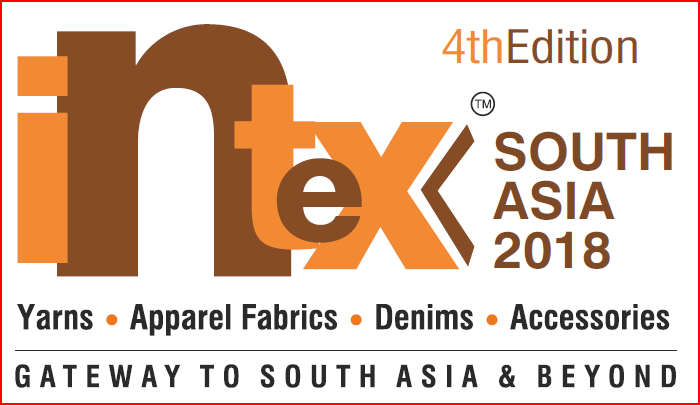 4thEdition
intex
TM
SOUTH
ASIA
2018
Yarns • Apparel Fabrics • Denims • Accessories
GATEWAY TO SOUTH ASIA & BEYOND